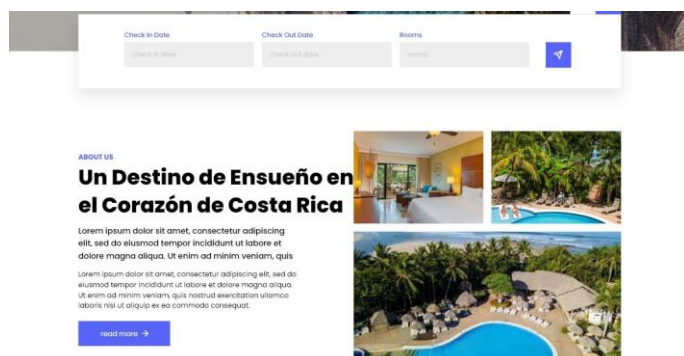 Check In Date
Check Out Date
Rooms
check in date
check out date
rooms
ABOUT US
Un Destino de Ensueño en
el Corazón de Costa Rica
Lorem ipsum dolor sit amet, consectetur adipiscing
elit, sed do eiusmod tempor incididunt ut labore et
dolore magna aliqua. Ut enim ad minim veniam, quis
Lorem ipsum dolor sit amet, consectetur adipiscing elit, sed do
eiusmod tempor incididunt ut labore et dolore magna aliqua.
Ut enim ad minim veniam, quis nostrud exercitation ullamco
laboris nisi ut aliquip ex ea commodo consequat.
read more →